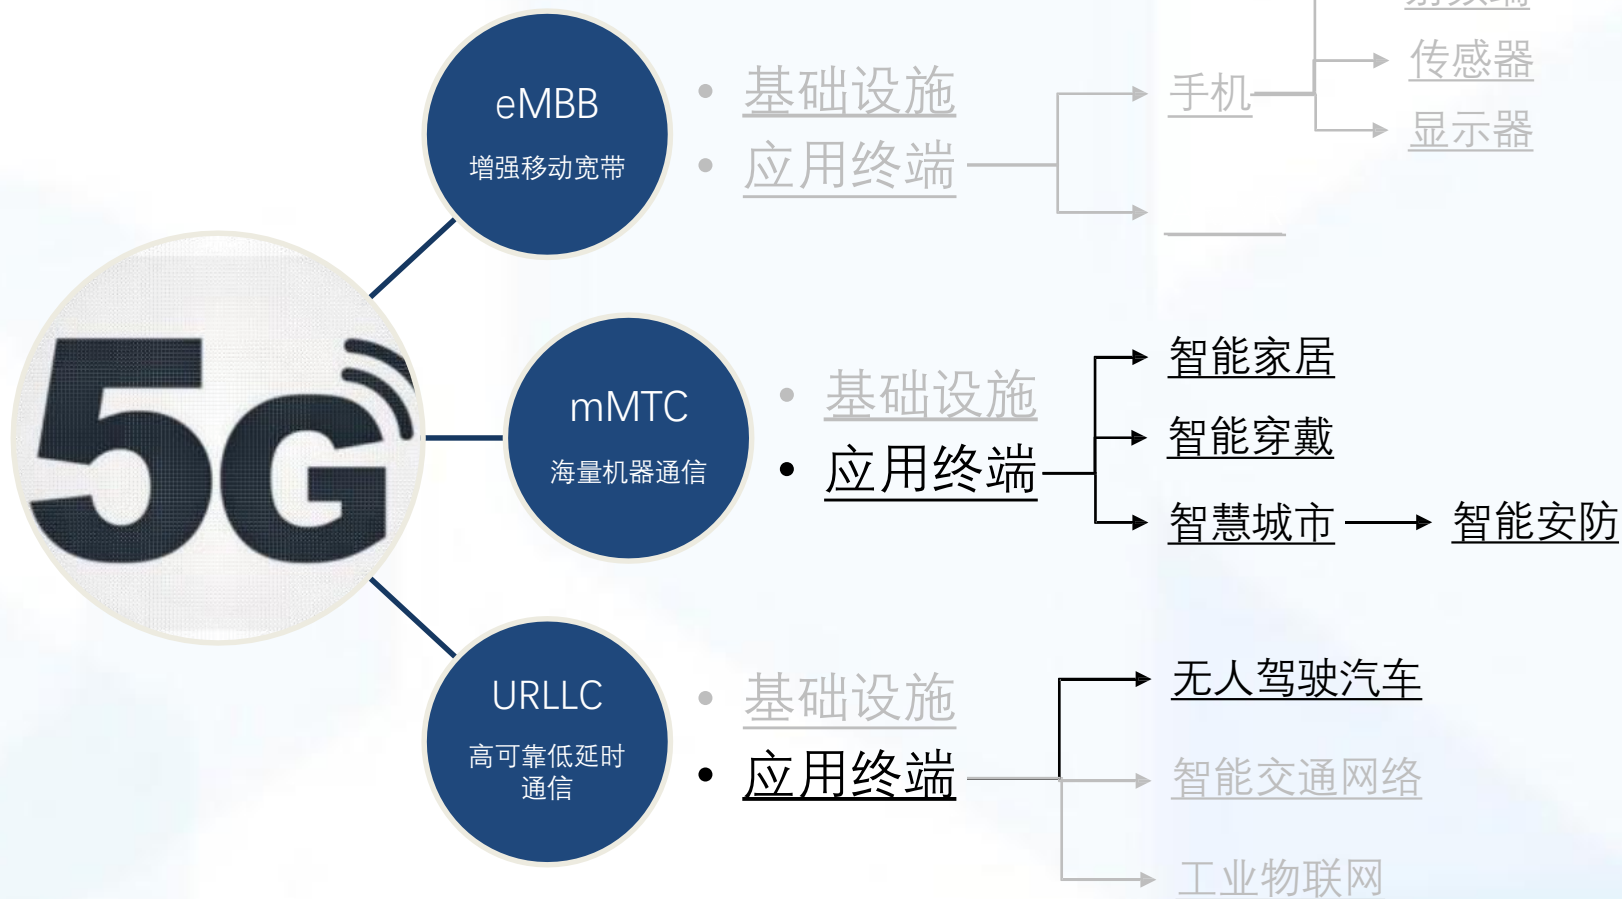 eMBB
增强移动宽带
基础设施
应用终端
手机
传感器
显示器
5G
mMTC
海量机器通信
基础设施
应用终端
智能家居
智能穿戴
智慧城市
智能安防
URLLC
高可靠低延时
通信
基础设施
应用终端
无人驾驶汽车
智能交通网络
工业物联网